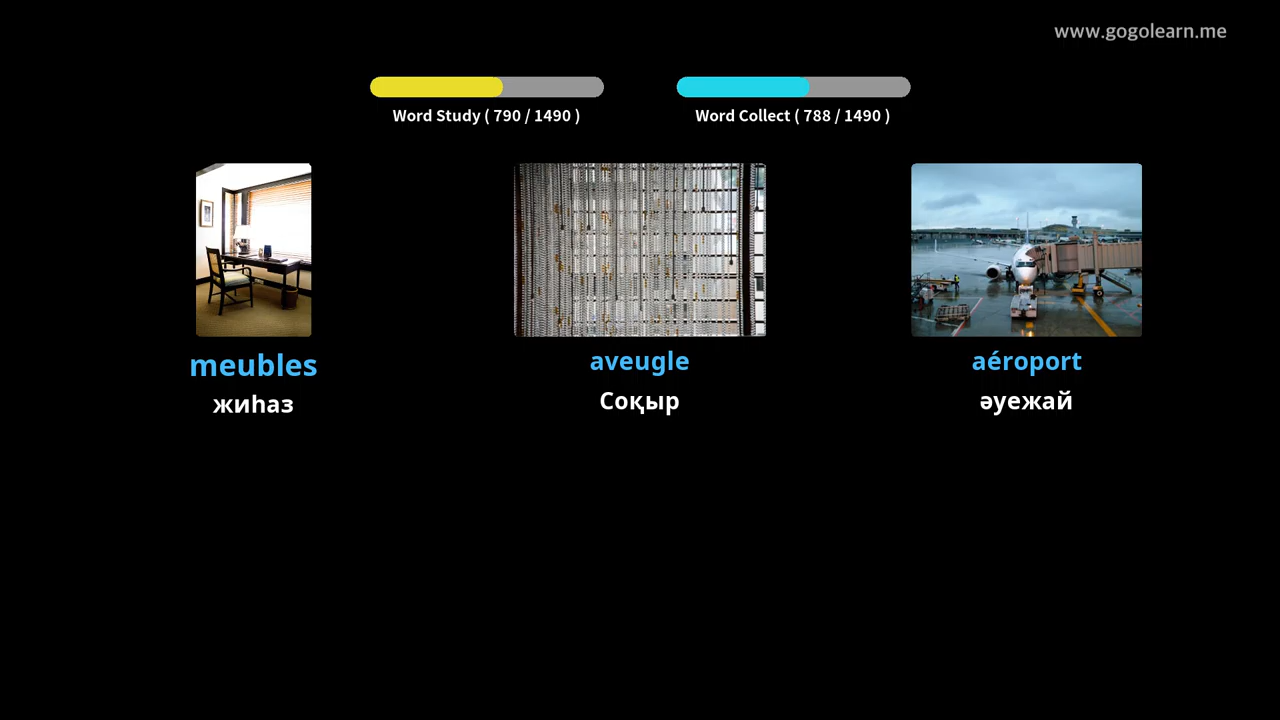 www.gogolearn.me
Word Study ( 790 / 1490 )
Word Collect ( 788 / 1490 )
meubles
жиһаз
aveugle
Соқыр
aéroport
әуежай